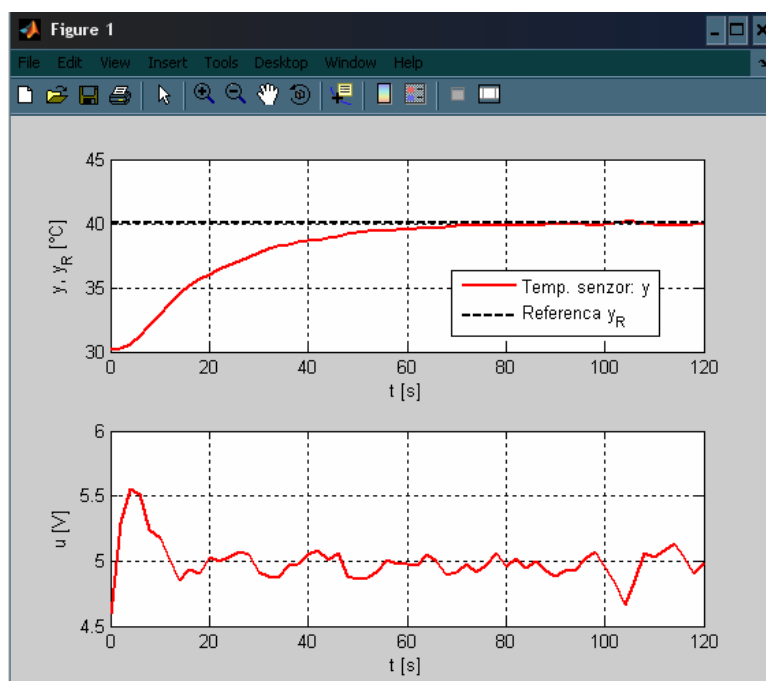 Figure 1
File Edit View Insert Tools Desktop Window Help
45
40
35
30
y, y_R [°C]
Temp. senzor: y
Referenca y_R
0 20 40 60 80 100 120
t [s]
6
5.5
5
4.5
u [V]
0 20 40 60 80 100 120
t [s]